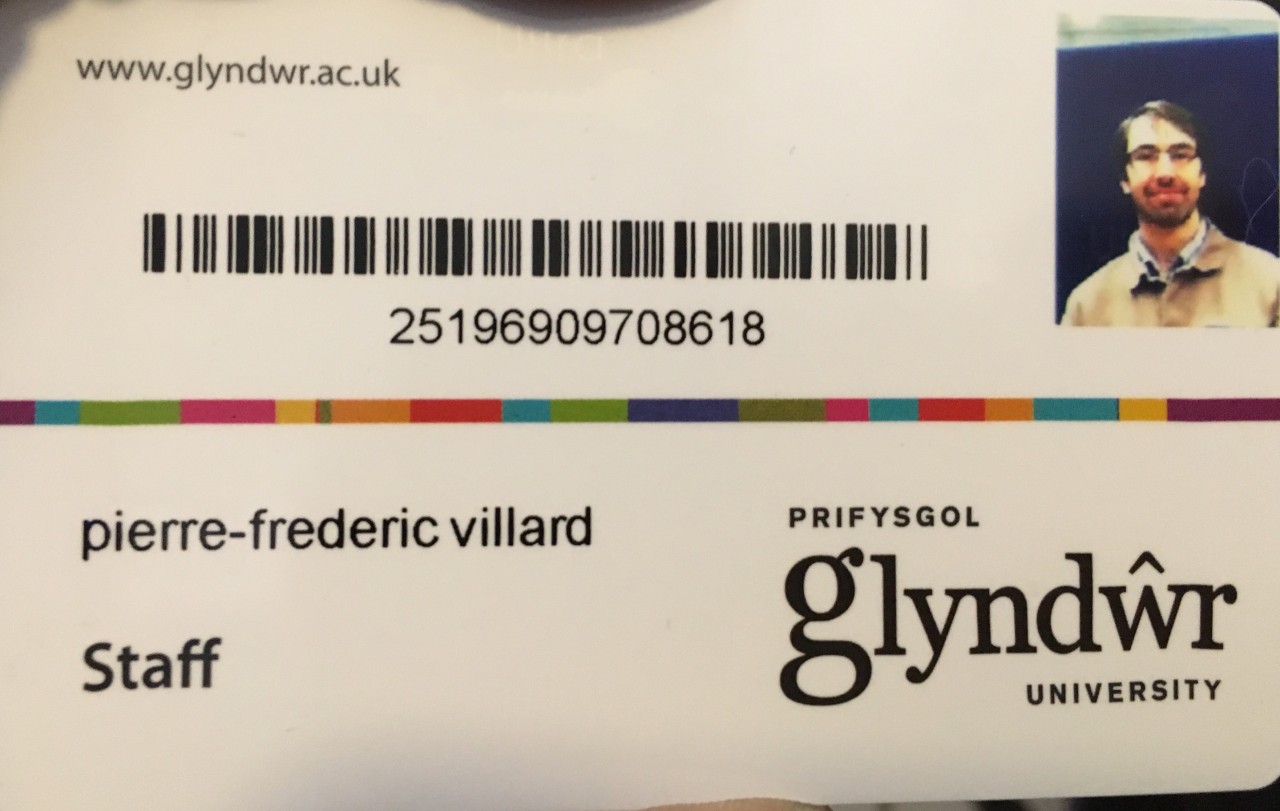 www.glyndwr.ac.uk
25196909708618
pierre-frederic villard
Staff
PRIFYSGOL
glyndŵr
UNIVERSITY